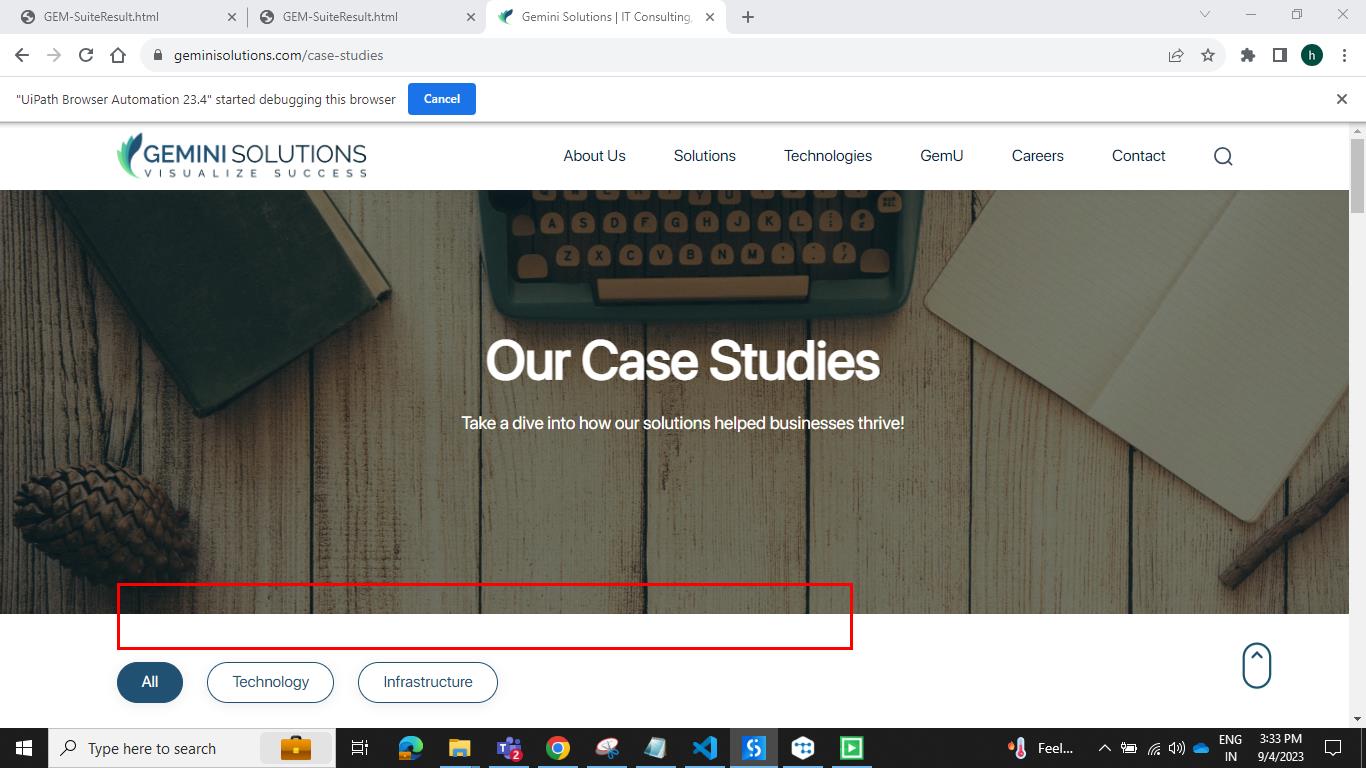 GEM-SuiteResult.html
GEM-SuiteResult.html
Gemini Solutions | IT Consulting,
geminisolutions.com/case-studies
h
"UiPath Browser Automation 23.4" started debugging this browser
Cancel
GEMINI SOLUTIONS
VISUALIZE SUCCESS
About Us
Solutions
Technologies
GemU
Careers
Contact
A S D F G H J K L
Z X C V B N M
Our Case Studies
Take a dive into how our solutions helped businesses thrive!
All
Technology
Infrastructure
Type here to search
2
Feel...
ENG
IN
3:33 PM
9/4/2023